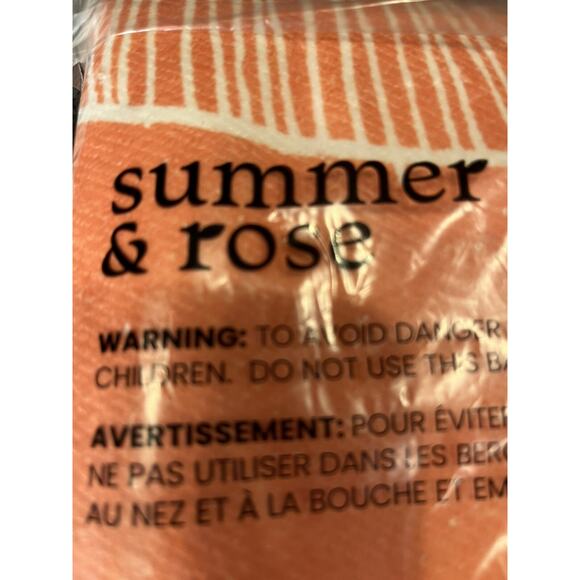 summer
& rose
WARNING: TO AVOID DANGER
CHILDREN. DO NOT USE THIS
AVERTISSEMENT: POUR ÉVITER
NE PAS UTILISER DANS LES
AU NEZ ET À LA BOUCHE ET